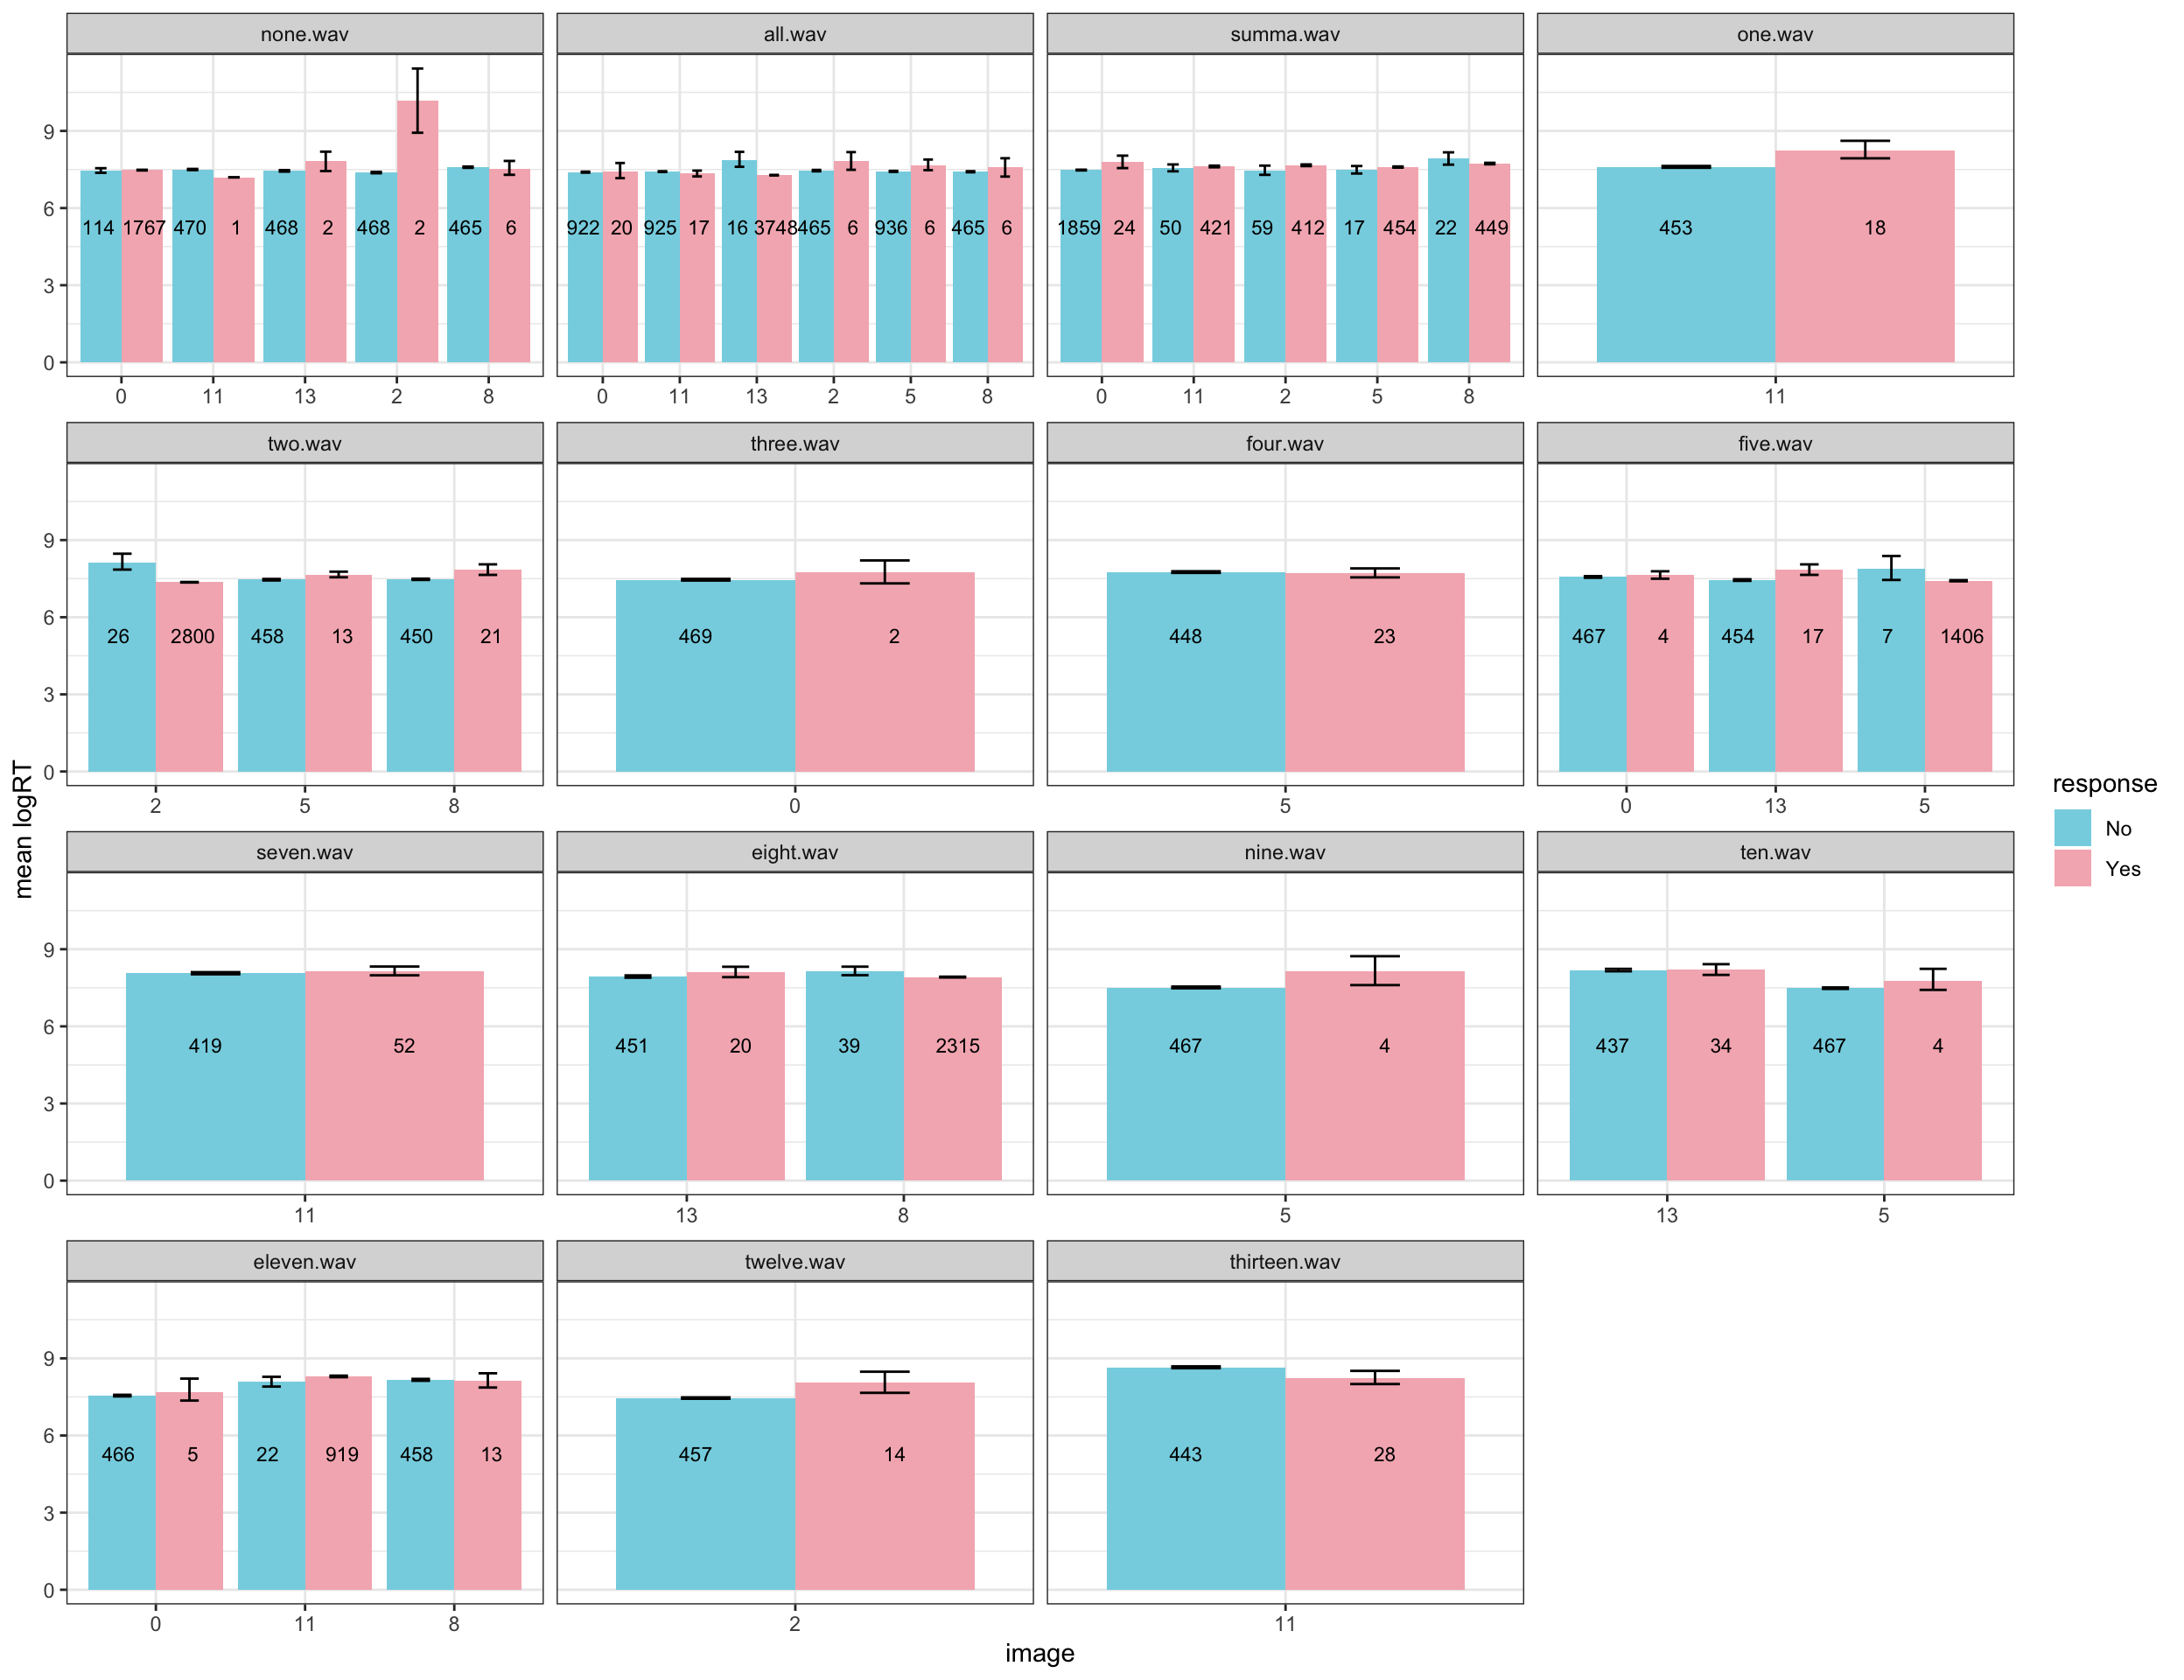 none.wav all.wav summa.wav one.wav
9
6
3
0
114 1767 470 1 468 2 468 2 465 6
922 20 925 17 16 3748 465 6 936 6 465 6
1859 24 50 421 59 412 17 454 22 449
453 18
0 11 13 2 8
0 11 13 2 5 8
0 11 2 5 8
11
two.wav three.wav four.wav five.wav
9
6
3
0
26 2800 458 13 450 21
469 2
448 23
467 4 454 17 7 1406
2 5 8
0
5
0 13 5
seven.wav eight.wav nine.wav ten.wav
9
6
3
0
419 52
451 20 39 2315
467 4
437 34 467 4
11
13 8
5
13 5
eleven.wav twelve.wav thirteen.wav
9
6
3
0
466 5 22 919 458 13
457 14
443 28
0 11 8
2
11
image
mean logRT
response
No
Yes